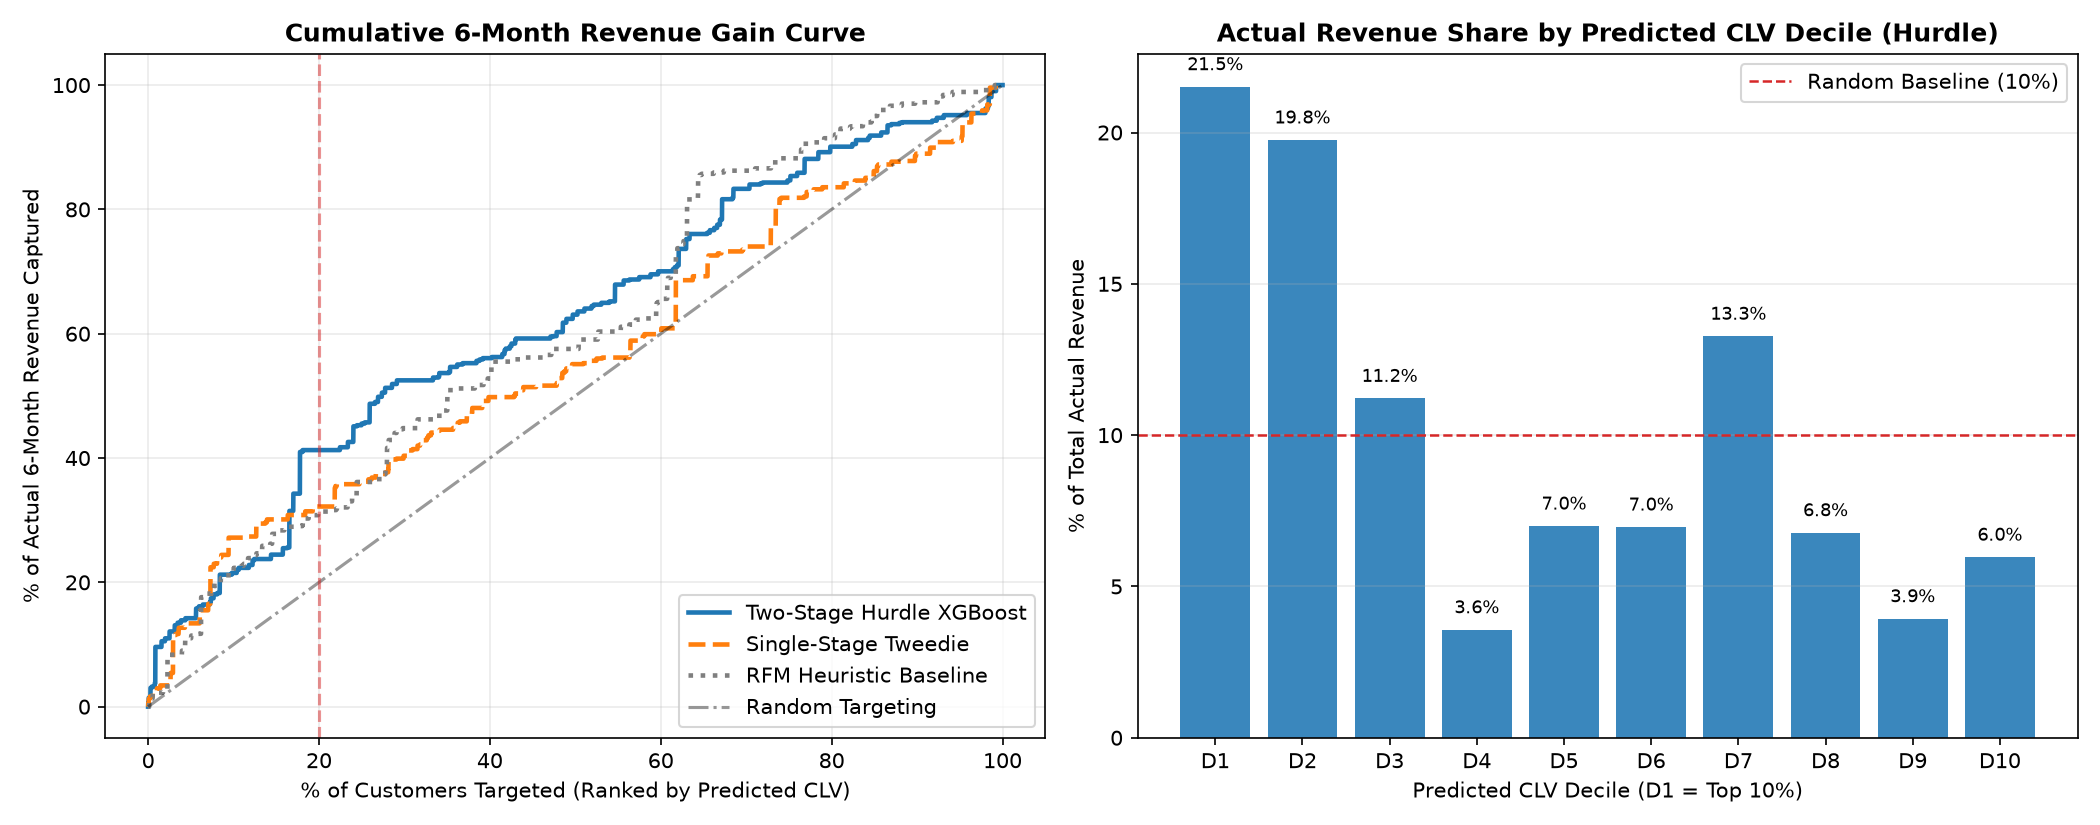 Cumulative 6-Month Revenue Gain Curve
% of Actual 6-Month Revenue Captured
100
80
60
40
20
0
Two-Stage Hurdle XGBoost
Single-Stage Tweedie
RFM Heuristic Baseline
Random Targeting
0 20 40 60 80 100
% of Customers Targeted (Ranked by Predicted CLV)
Actual Revenue Share by Predicted CLV Decile (Hurdle)
% of Total Actual Revenue
20
15
10
5
0
Random Baseline (10%)
21.5%
19.8%
11.2%
3.6%
7.0%
7.0%
13.3%
6.8%
3.9%
6.0%
D1 D2 D3 D4 D5 D6 D7 D8 D9 D10
Predicted CLV Decile (D1 = Top 10%)